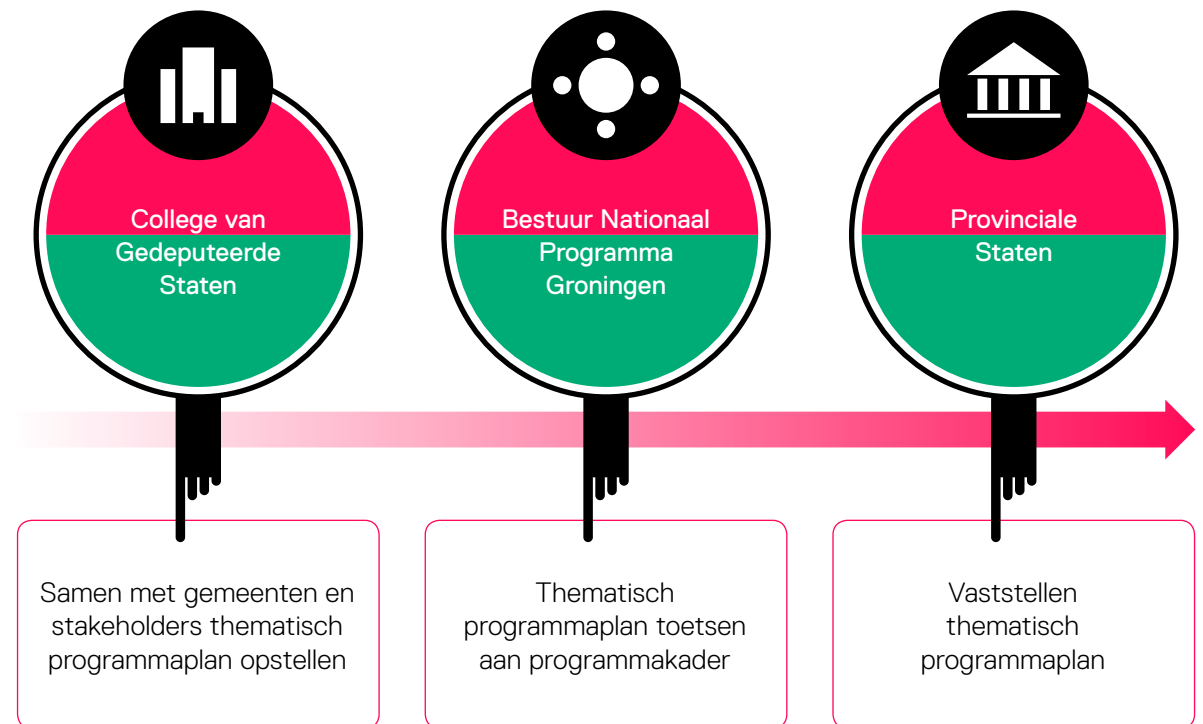 College van
Gedeputeerde
Staten
Bestuur Nationaal
Programma
Groningen
Provinciale
Staten
Samen met gemeenten en
stakeholders thematisch
programmaplan opstellen
Thematisch
programmaplan toetsen
aan programmakader
Vaststellen
thematisch
programmaplan